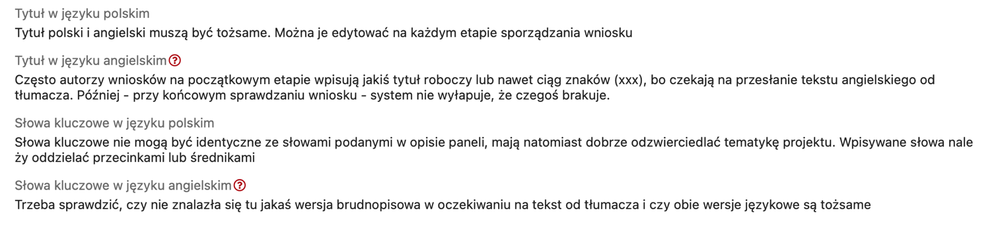 Tytuł w języku polskim
Tytuł polski i angielski muszą być tożsame. Można je edytować na każdym etapie sporządzania wniosku
Tytuł w języku angielskim ?
Często autorzy wniosków na początkowym etapie wpisują jakiś tytuł roboczy lub nawet ciąg znaków (xxx), bo czekają na przesłanie tekstu angielskiego od
tłumacza. Później - przy końcowym sprawdzaniu wniosku - system nie wyłapuje, że czegoś brakuje.
Słowa kluczowe w języku polskim
Słowa kluczowe nie mogą być identyczne ze słowami podanymi w opisie paneli, mają natomiast dobrze odzwierciedlać tematykę projektu. Wpisywane słowa nale
ży oddzielać przecinkami lub średnikami
Słowa kluczowe w języku angielskim ?
Trzeba sprawdzić, czy nie znalazła się tu jakaś wersja brudnopisowa w oczekiwaniu na tekst od tłumacza i czy obie wersje językowe są tożsame